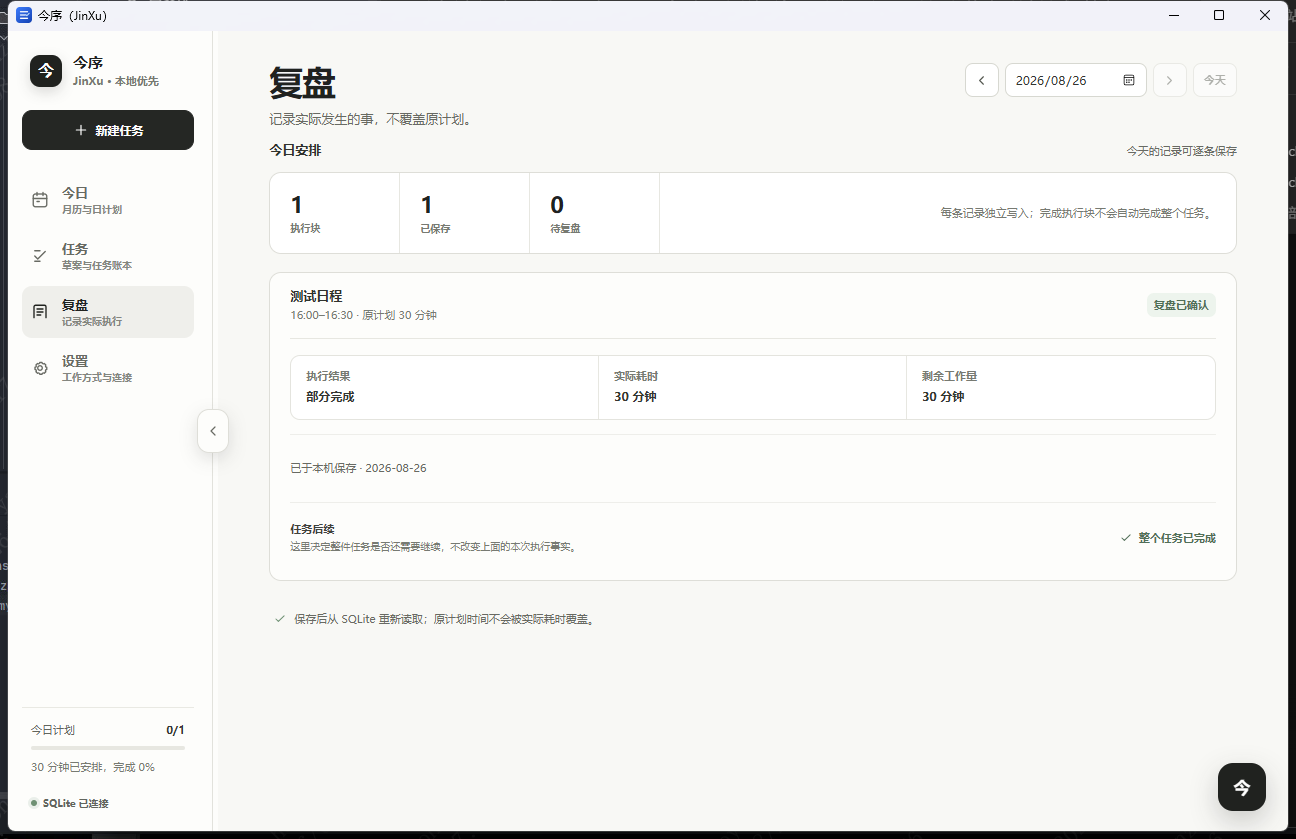 今序 (JinXu)
今
今序
JinXu • 本地优先
+ 新建任务
今日
月历与日计划
任务
草案与任务账本
复盘
记录实际执行
设置
工作方式与连接
今日计划
0/1
30 分钟已安排，完成 0%
SQLite 已连接
复盘
记录实际发生的事，不覆盖原计划。
2026/08/26
今天
今日安排
今天的记录可逐条保存
1
执行块
1
已保存
0
待复盘
每条记录独立写入；完成执行块不会自动完成整个任务。
测试日程
16:00–16:30 · 原计划 30 分钟
复盘已确认
执行结果
部分完成
实际耗时
30 分钟
剩余工作量
30 分钟
已于本机保存 · 2026-08-26
任务后续
这里决定整件任务是否还需要继续，不改变上面的本次执行事实。
整个任务已完成
保存后从 SQLite 重新读取；原计划时间不会被实际耗时覆盖。
今